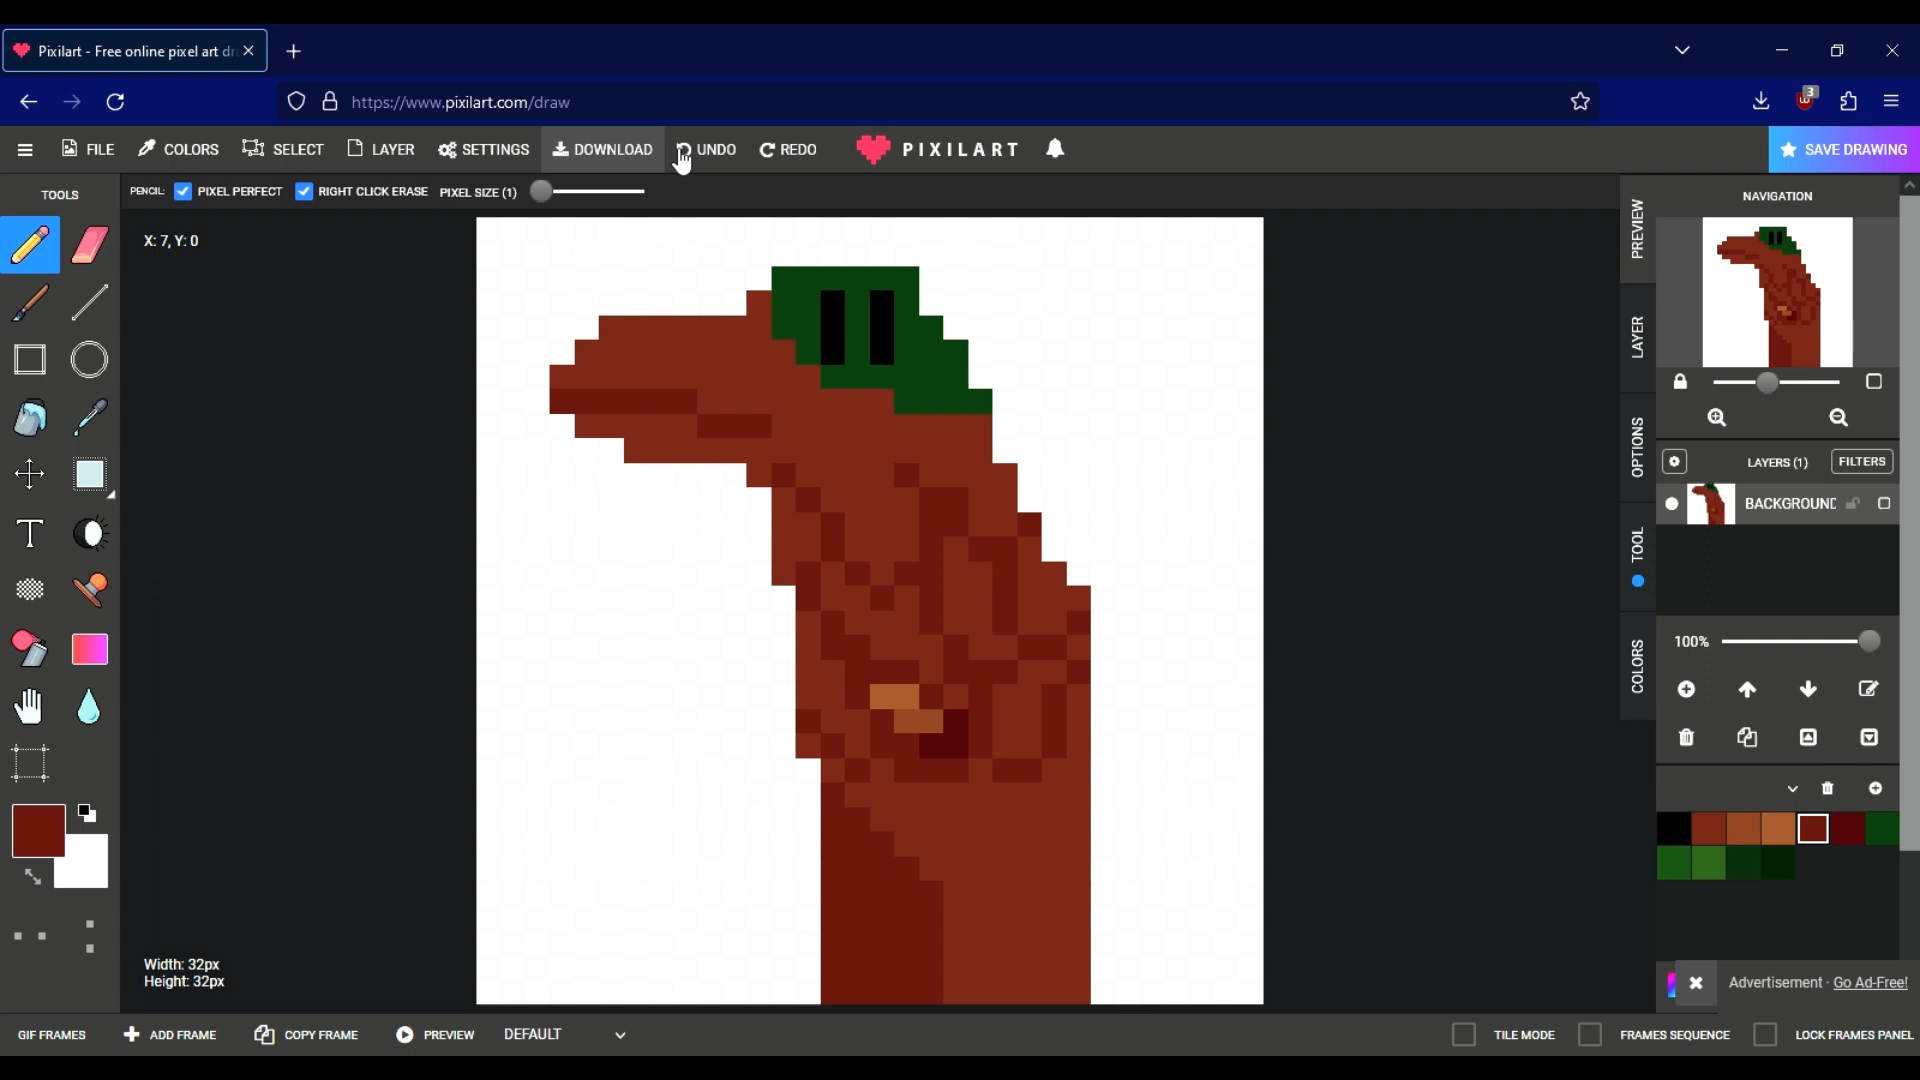 Pixilart - Free online pixel art dr
https://www.pixilart.com/draw
3
FILE COLORS SELECT LAYER SETTINGS DOWNLOAD UNDO REDO PIXILART SAVE DRAWING
TOOLS
PENCIL: PIXEL PERFECT RIGHT CLICK ERASE PIXEL SIZE (1)
X: 7, Y: 0
PREVIEW
LAYER
OPTIONS
TOOL
COLORS
NAVIGATION
LAYERS (1) FILTERS
BACKGROUND
100%
Width: 32px
Height: 32px
Advertisement · Go Ad-Free!
GIF FRAMES ADD FRAME COPY FRAME PREVIEW DEFAULT TILE MODE FRAMES SEQUENCE LOCK FRAMES PANEL